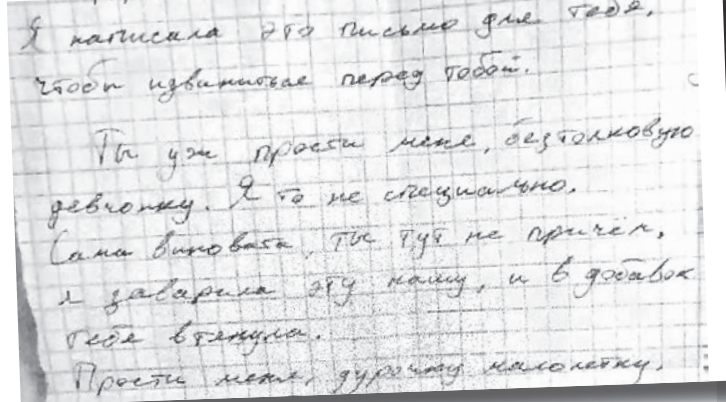 Я написала это письмо для тебя,
чтобы извиниться перед тобой.
Ты уж прости меня, безтолковую
девчонку. Я то не специально.
Сама виновата, ты тут не причём,
я заварила эту кашу, и в добавок
тебя втянула.
Прости меня, дурочку малолетку.